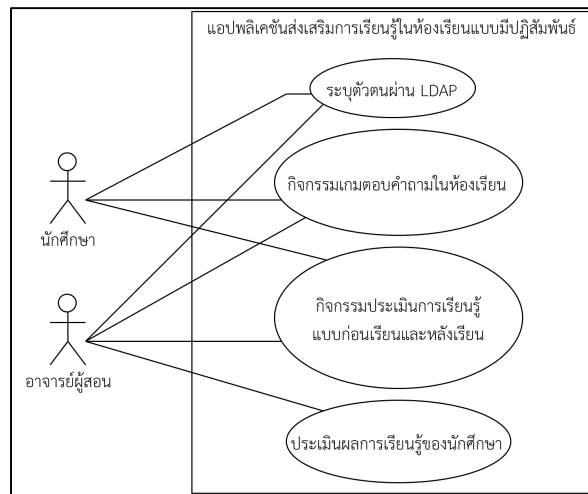 แอปพลิเคชันส่งเสริมการเรียนรู้ในห้องเรียนแบบมีปฏิสัมพันธ์
ระบุตัวตนผ่าน LDAP
กิจกรรมเกมตอบคำถามในห้องเรียน
นักศึกษา
กิจกรรมประเมินการเรียนรู้
แบบก่อนเรียนและหลังเรียน
อาจารย์ผู้สอน
ประเมินผลการเรียนรู้ของนักศึกษา